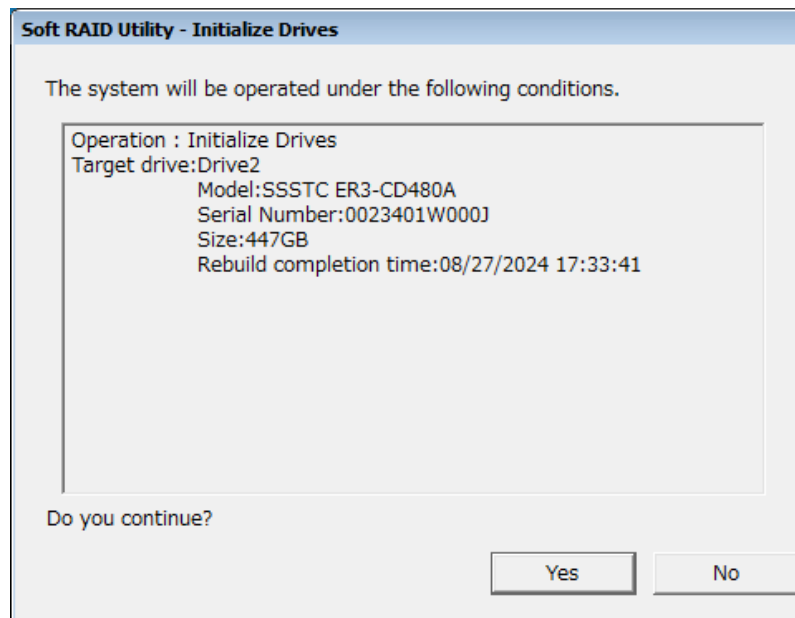 Soft RAID Utility - Initialize Drives
The system will be operated under the following conditions.
Operation : Initialize Drives
Target drive:Drive2
Model:SSSTC ER3-CD480A
Serial Number:0023401W000J
Size:447GB
Rebuild completion time:08/27/2024 17:33:41
Do you continue?
Yes
No